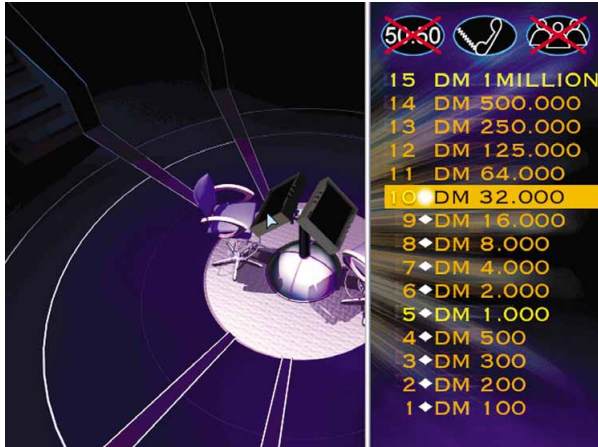 50:50
15 DM 1MILLION
14 DM 500.000
13 DM 250.000
12 DM 125.000
11 DM 64.000
10 DM 32.000
9 DM 16.000
8 DM 8.000
7 DM 4.000
6 DM 2.000
5 DM 1.000
4 DM 500
3 DM 300
2 DM 200
1 DM 100